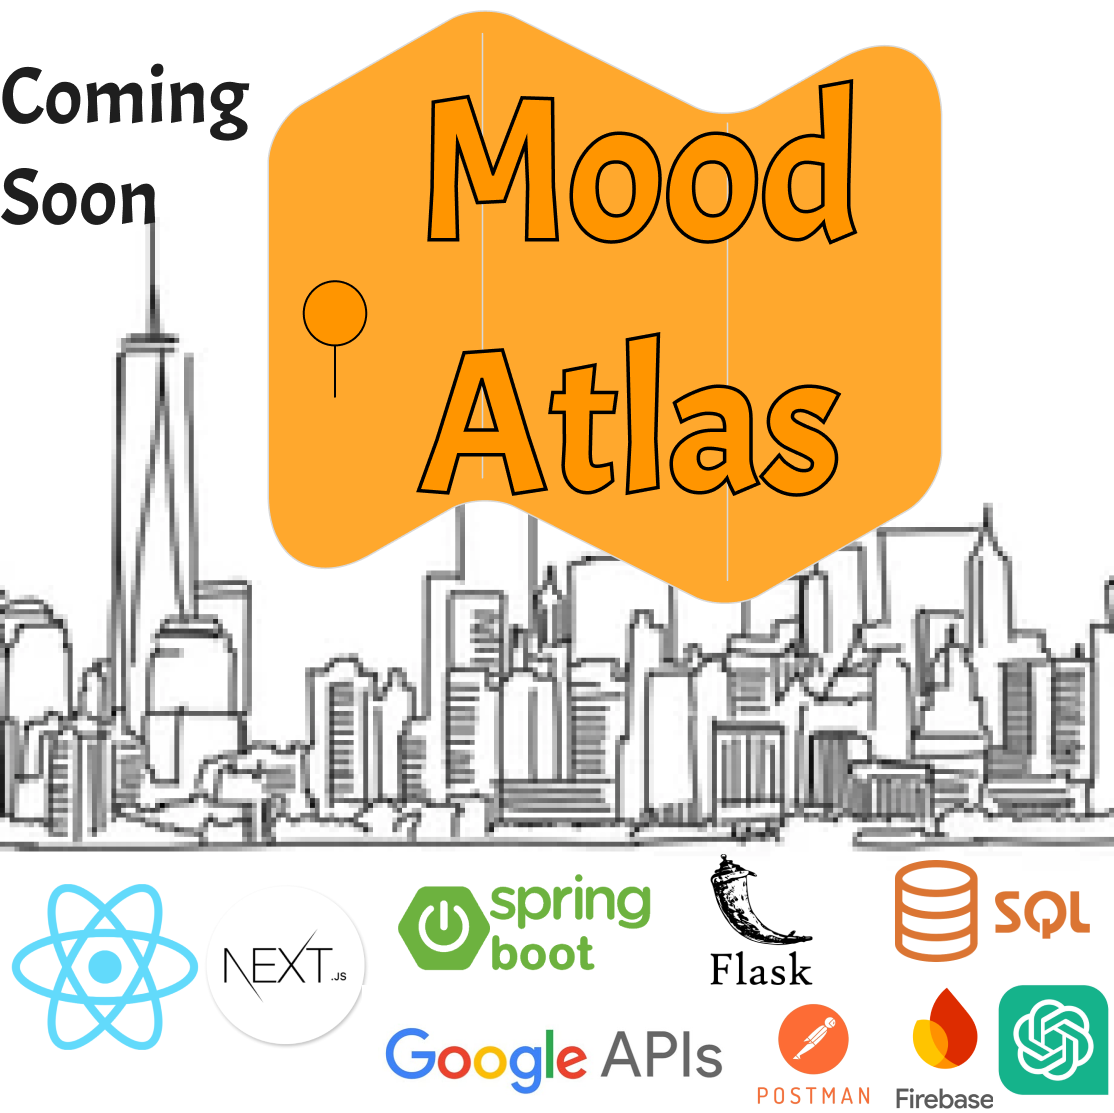 Coming
Soon
Mood
Atlas
NEXT.JS
spring
boot
Flask
SQL
Google APIs
POSTMAN
Firebase